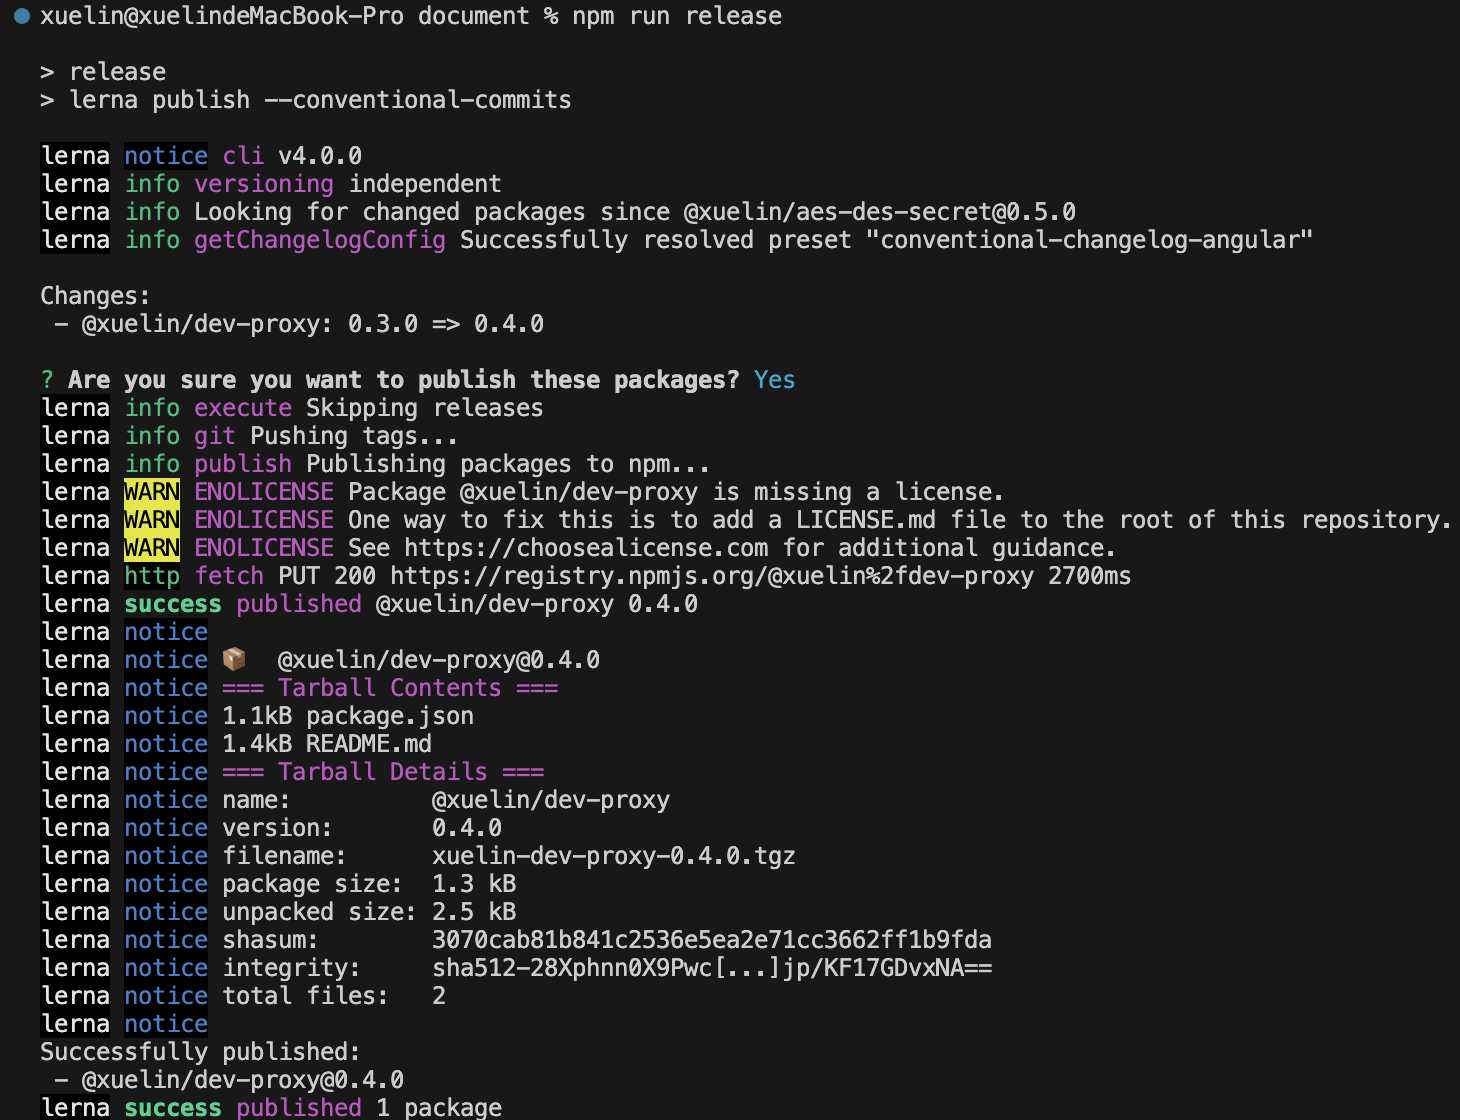 xuelin@xuelindeMacBook-Pro document % npm run release
> release
> lerna publish --conventional-commits
lerna notice cli v4.0.0
lerna info versioning independent
lerna info Looking for changed packages since @xuelin/aes-des-secret@0.5.0
lerna info getChangelogConfig Successfully resolved preset "conventional-changelog-angular"
Changes:
 - @xuelin/dev-proxy: 0.3.0 => 0.4.0
? Are you sure you want to publish these packages? Yes
lerna info execute Skipping releases
lerna info git Pushing tags...
lerna info publish Publishing packages to npm...
lerna WARN ENOLICENSE Package @xuelin/dev-proxy is missing a license.
lerna WARN ENOLICENSE One way to fix this is to add a LICENSE.md file to the root of this repository.
lerna WARN ENOLICENSE See https://choosealicense.com for additional guidance.
lerna http fetch PUT 200 https://registry.npmjs.org/@xuelin%2fdev-proxy 2700ms
lerna success published @xuelin/dev-proxy 0.4.0
lerna notice
lerna notice 📦  @xuelin/dev-proxy@0.4.0
lerna notice === Tarball Contents ===
lerna notice 1.1kB package.json
lerna notice 1.4kB README.md
lerna notice === Tarball Details ===
lerna notice name:          @xuelin/dev-proxy
lerna notice version:       0.4.0
lerna notice filename:      xuelin-dev-proxy-0.4.0.tgz
lerna notice package size:  1.3 kB
lerna notice unpacked size: 2.5 kB
lerna notice shasum:        3070cab81b841c2536e5ea2e71cc3662ff1b9fda
lerna notice integrity:     sha512-28Xphnn0X9Pwc[...]jp/KF17GDvxNA==
lerna notice total files:   2
lerna notice
Successfully published:
 - @xuelin/dev-proxy@0.4.0
lerna success published 1 package